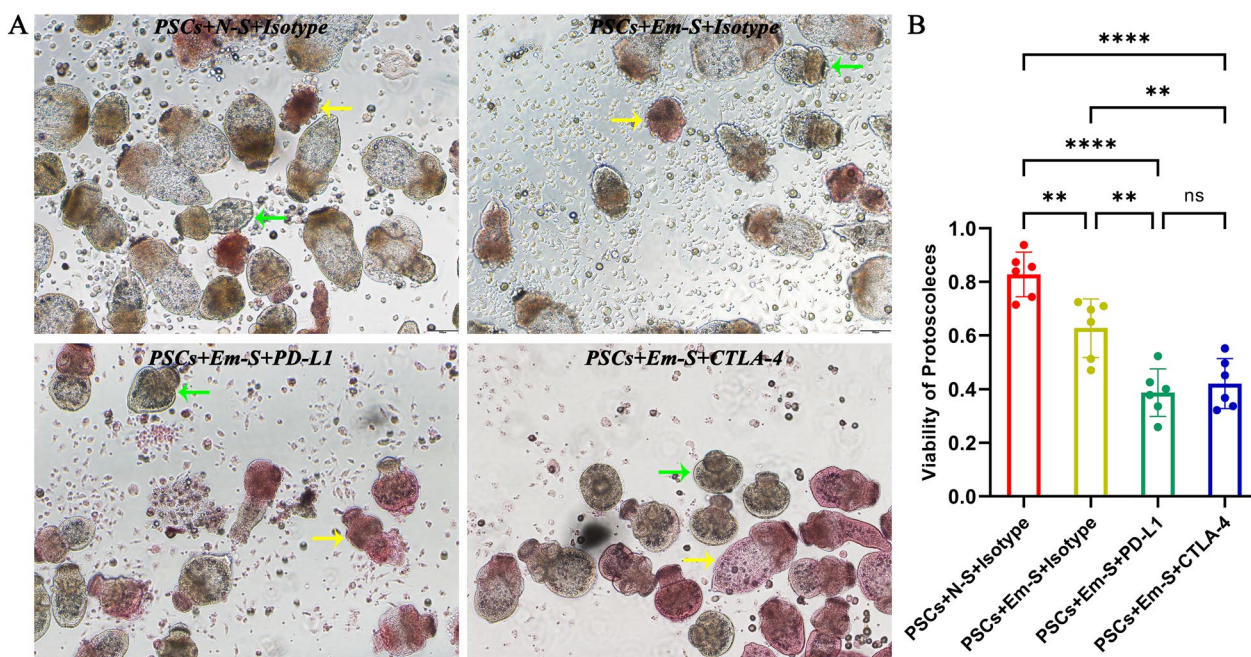 A
PSCs+N-S+Isotype
PSCs+Em-S+Isotype
PSCs+Em-S+PD-L1
PSCs+Em-S+CTLA-4
B
****
**
****
** ** ns
Viability of Protoscoleces
1.0
0.8
0.6
0.4
0.2
0.0
PSCs+N-S+Isotype
PSCs+Em-S+Isotype
PSCs+Em-S+PD-L1
PSCs+Em-S+CTLA-4